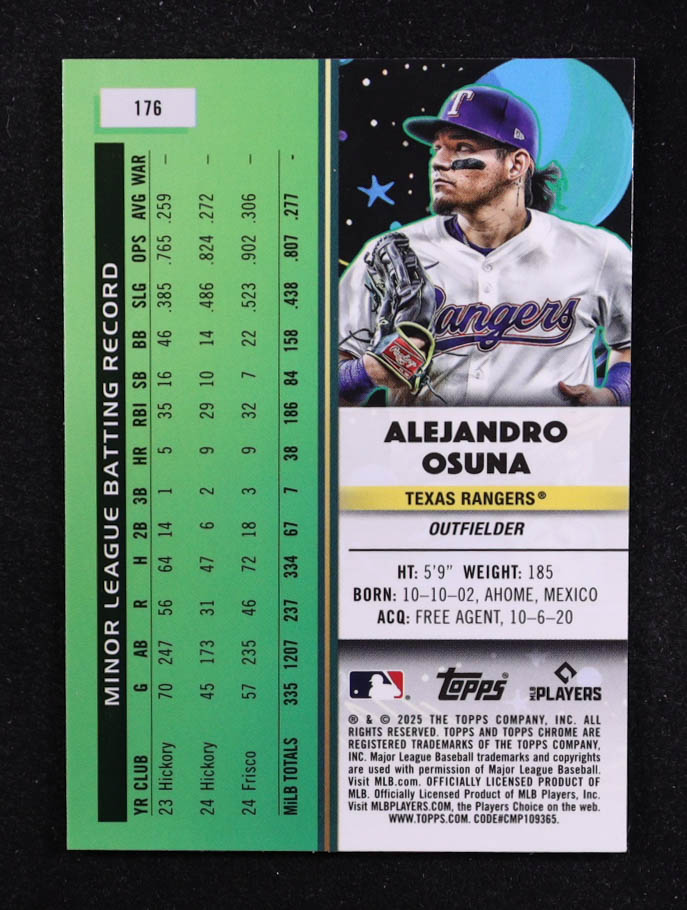 176
MINOR LEAGUE BATTING RECORD
YR CLUB G AB R H 2B 3B HR RBI SB BB SLG OPS AVG WAR
23 Hickory 70 247 56 64 14 1 5 35 16 46 .385 .765 .259 –
24 Hickory 45 173 31 47 6 2 9 29 10 14 .486 .824 .272 –
24 Frisco 57 235 46 72 18 3 9 32 7 22 .523 .902 .306 –
MiLB TOTALS 335 1207 237 334 67 7 38 186 84 158 .438 .807 .277 -
T
Rangers
Rawlings
ALEJANDRO
OSUNA
TEXAS RANGERS®
OUTFIELDER
HT: 5'9" WEIGHT: 185
BORN: 10–10–02, AHOME, MEXICO
ACQ: FREE AGENT, 10–6–20
topps®
MLB PLAYERS
® & © 2025 THE TOPPS COMPANY, INC. ALL
RIGHTS RESERVED. TOPPS AND TOPPS CHROME ARE
REGISTERED TRADEMARKS OF THE TOPPS COMPANY,
INC. Major League Baseball trademarks and copyrights
are used with permission of Major League Baseball.
Visit MLB.com. OFFICIALLY LICENSED PRODUCT OF
MLB. Officially Licensed Product of MLB Players, Inc.
Visit MLBPLAYERS.COM, the Players Choice on the web.
WWW.TOPPS.COM. CODE#CMP109365.